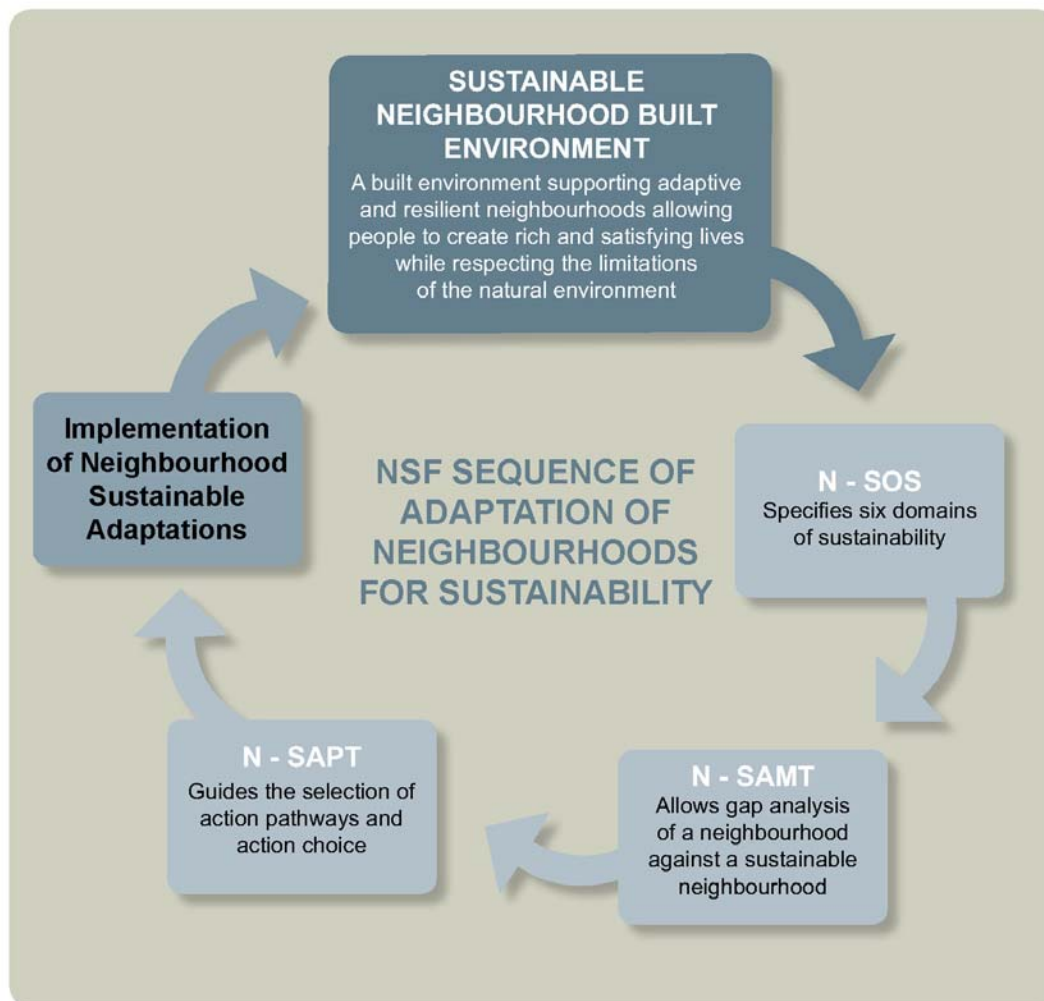 SUSTAINABLE
NEIGHBOURHOOD BUILT
ENVIRONMENT
A built environment supporting adaptive
and resilient neighbourhoods allowing
people to create rich and satisfying lives
while respecting the limitations
of the natural environment
N - SOS
Specifies six domains
of sustainability
N - SAMT
Allows gap analysis
of a neighbourhood
against a sustainable
neighbourhood
N - SAPT
Guides the selection of
action pathways and
action choice
Implementation
of Neighbourhood
Sustainable
Adaptations
NSF SEQUENCE OF
ADAPTATION OF
NEIGHBOURHOODS
FOR SUSTAINABILITY